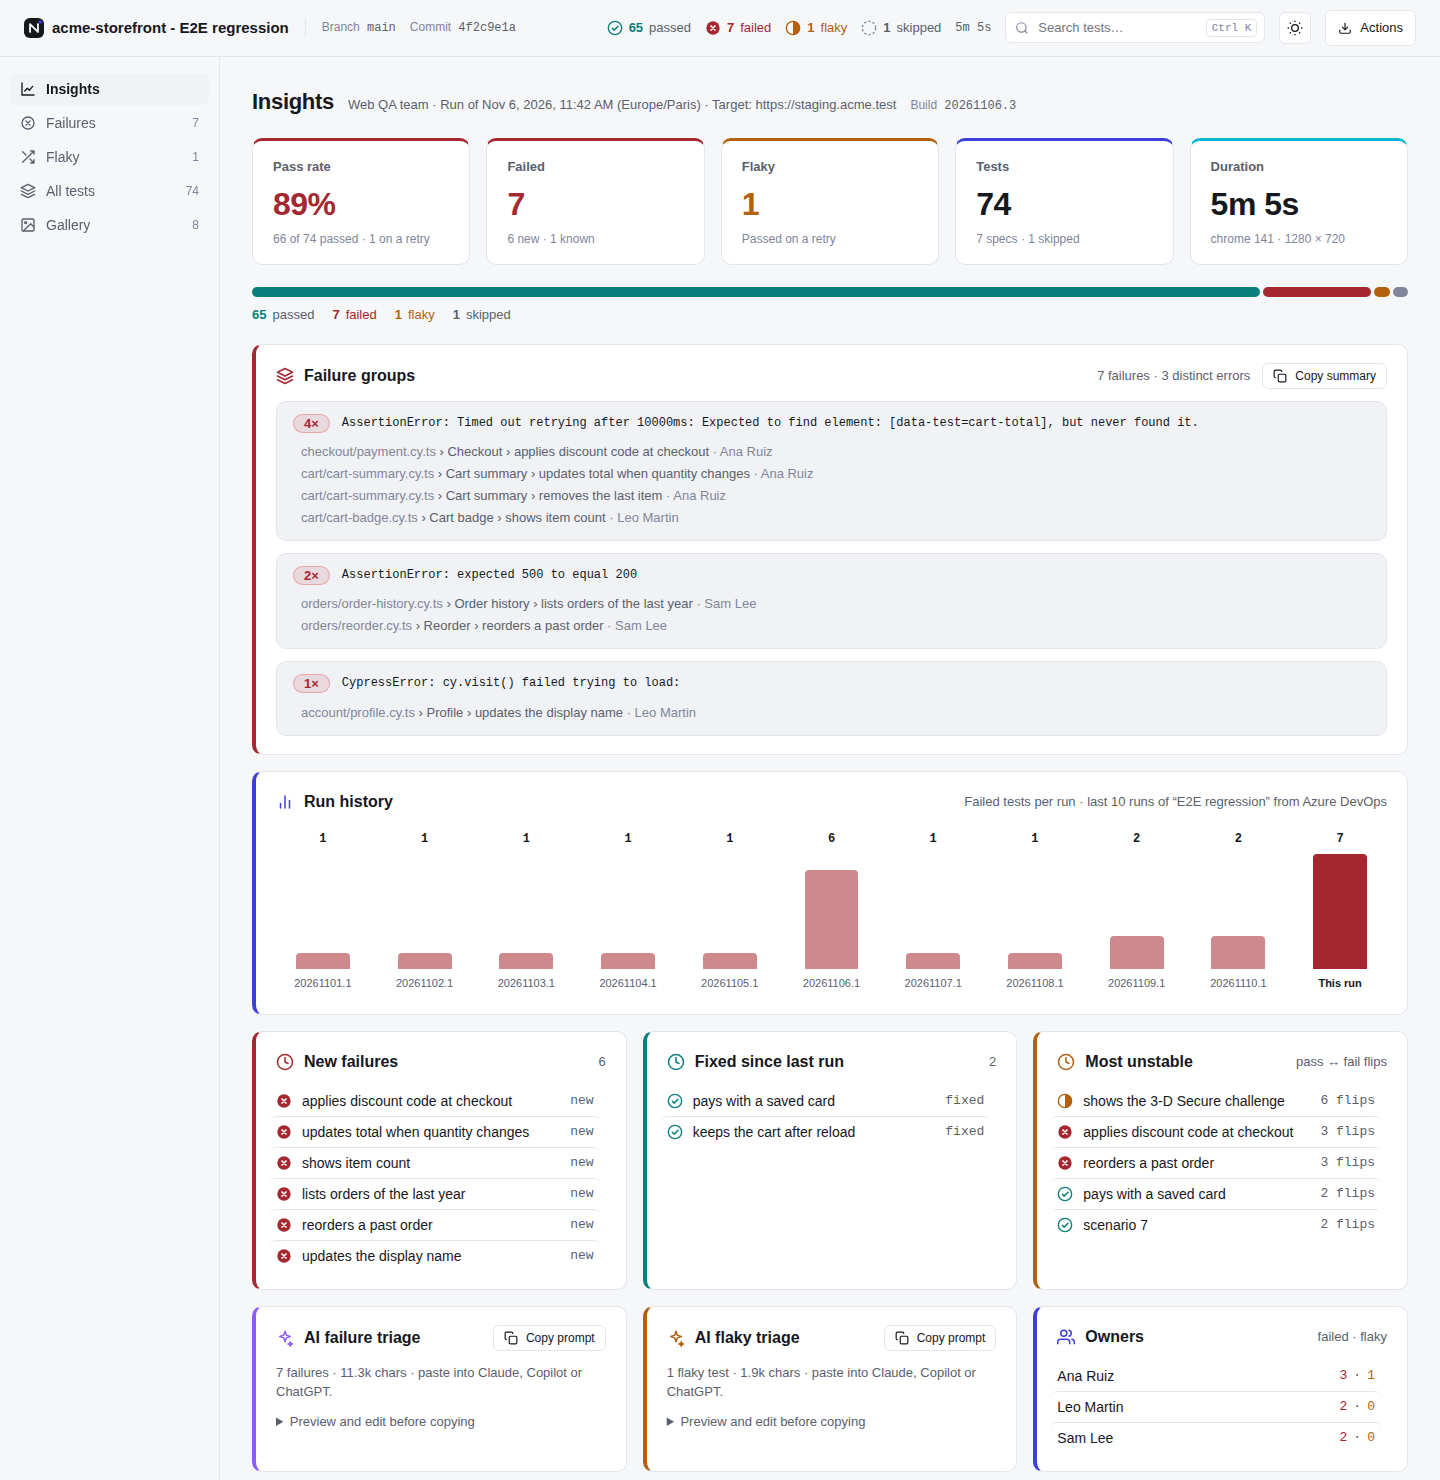 acme-storefront - E2E regression
Branch main Commit 4f2c9e1a
65 passed 7 failed 1 flaky 1 skipped 5m 5s
Search tests… Ctrl K
Actions
Insights
Failures 7
Flaky 1
All tests 74
Gallery 8
Insights
Web QA team · Run of Nov 6, 2026, 11:42 AM (Europe/Paris) · Target: https://staging.acme.test Build 20261106.3
Pass rate
89%
66 of 74 passed · 1 on a retry
Failed
7
6 new · 1 known
Flaky
1
Passed on a retry
Tests
74
7 specs · 1 skipped
Duration
5m 5s
chrome 141 · 1280 × 720
65 passed 7 failed 1 flaky 1 skipped
Failure groups
7 failures · 3 distinct errors
Copy summary
4× AssertionError: Timed out retrying after 10000ms: Expected to find element: [data-test=cart-total], but never found it.
checkout/payment.cy.ts › Checkout › applies discount code at checkout · Ana Ruiz
cart/cart-summary.cy.ts › Cart summary › updates total when quantity changes · Ana Ruiz
cart/cart-summary.cy.ts › Cart summary › removes the last item · Ana Ruiz
cart/cart-badge.cy.ts › Cart badge › shows item count · Leo Martin
2× AssertionError: expected 500 to equal 200
orders/order-history.cy.ts › Order history › lists orders of the last year · Sam Lee
orders/reorder.cy.ts › Reorder › reorders a past order · Sam Lee
1× CypressError: cy.visit() failed trying to load:
account/profile.cy.ts › Profile › updates the display name · Leo Martin
Run history
Failed tests per run · last 10 runs of “E2E regression” from Azure DevOps
1 1 1 1 1 6 1 1 2 2 7
20261101.1 20261102.1 20261103.1 20261104.1 20261105.1 20261106.1 20261107.1 20261108.1 20261109.1 20261110.1 This run
New failures 6
applies discount code at checkout new
updates total when quantity changes new
shows item count new
lists orders of the last year new
reorders a past order new
updates the display name new
Fixed since last run 2
pays with a saved card fixed
keeps the cart after reload fixed
Most unstable pass ↔ fail flips
shows the 3-D Secure challenge 6 flips
applies discount code at checkout 3 flips
reorders a past order 3 flips
pays with a saved card 2 flips
scenario 7 2 flips
AI failure triage
Copy prompt
7 failures · 11.3k chars · paste into Claude, Copilot or
ChatGPT.
Preview and edit before copying
AI flaky triage
Copy prompt
1 flaky test · 1.9k chars · paste into Claude, Copilot or
ChatGPT.
Preview and edit before copying
Owners failed · flaky
Ana Ruiz 3 · 1
Leo Martin 2 · 0
Sam Lee 2 · 0